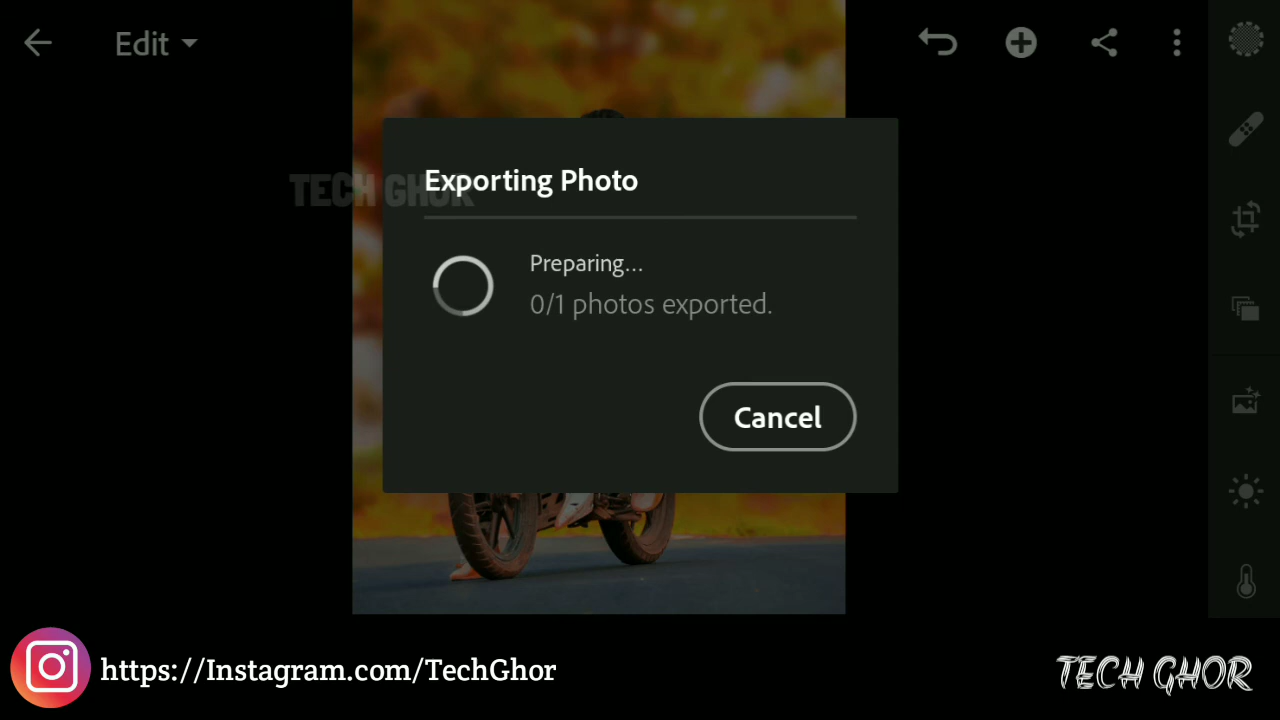 Edit
TECH GHOR
Exporting Photo
Preparing...
0/1 photos exported.
Cancel
https://Instagram.com/TechGhor
TECH GHOR